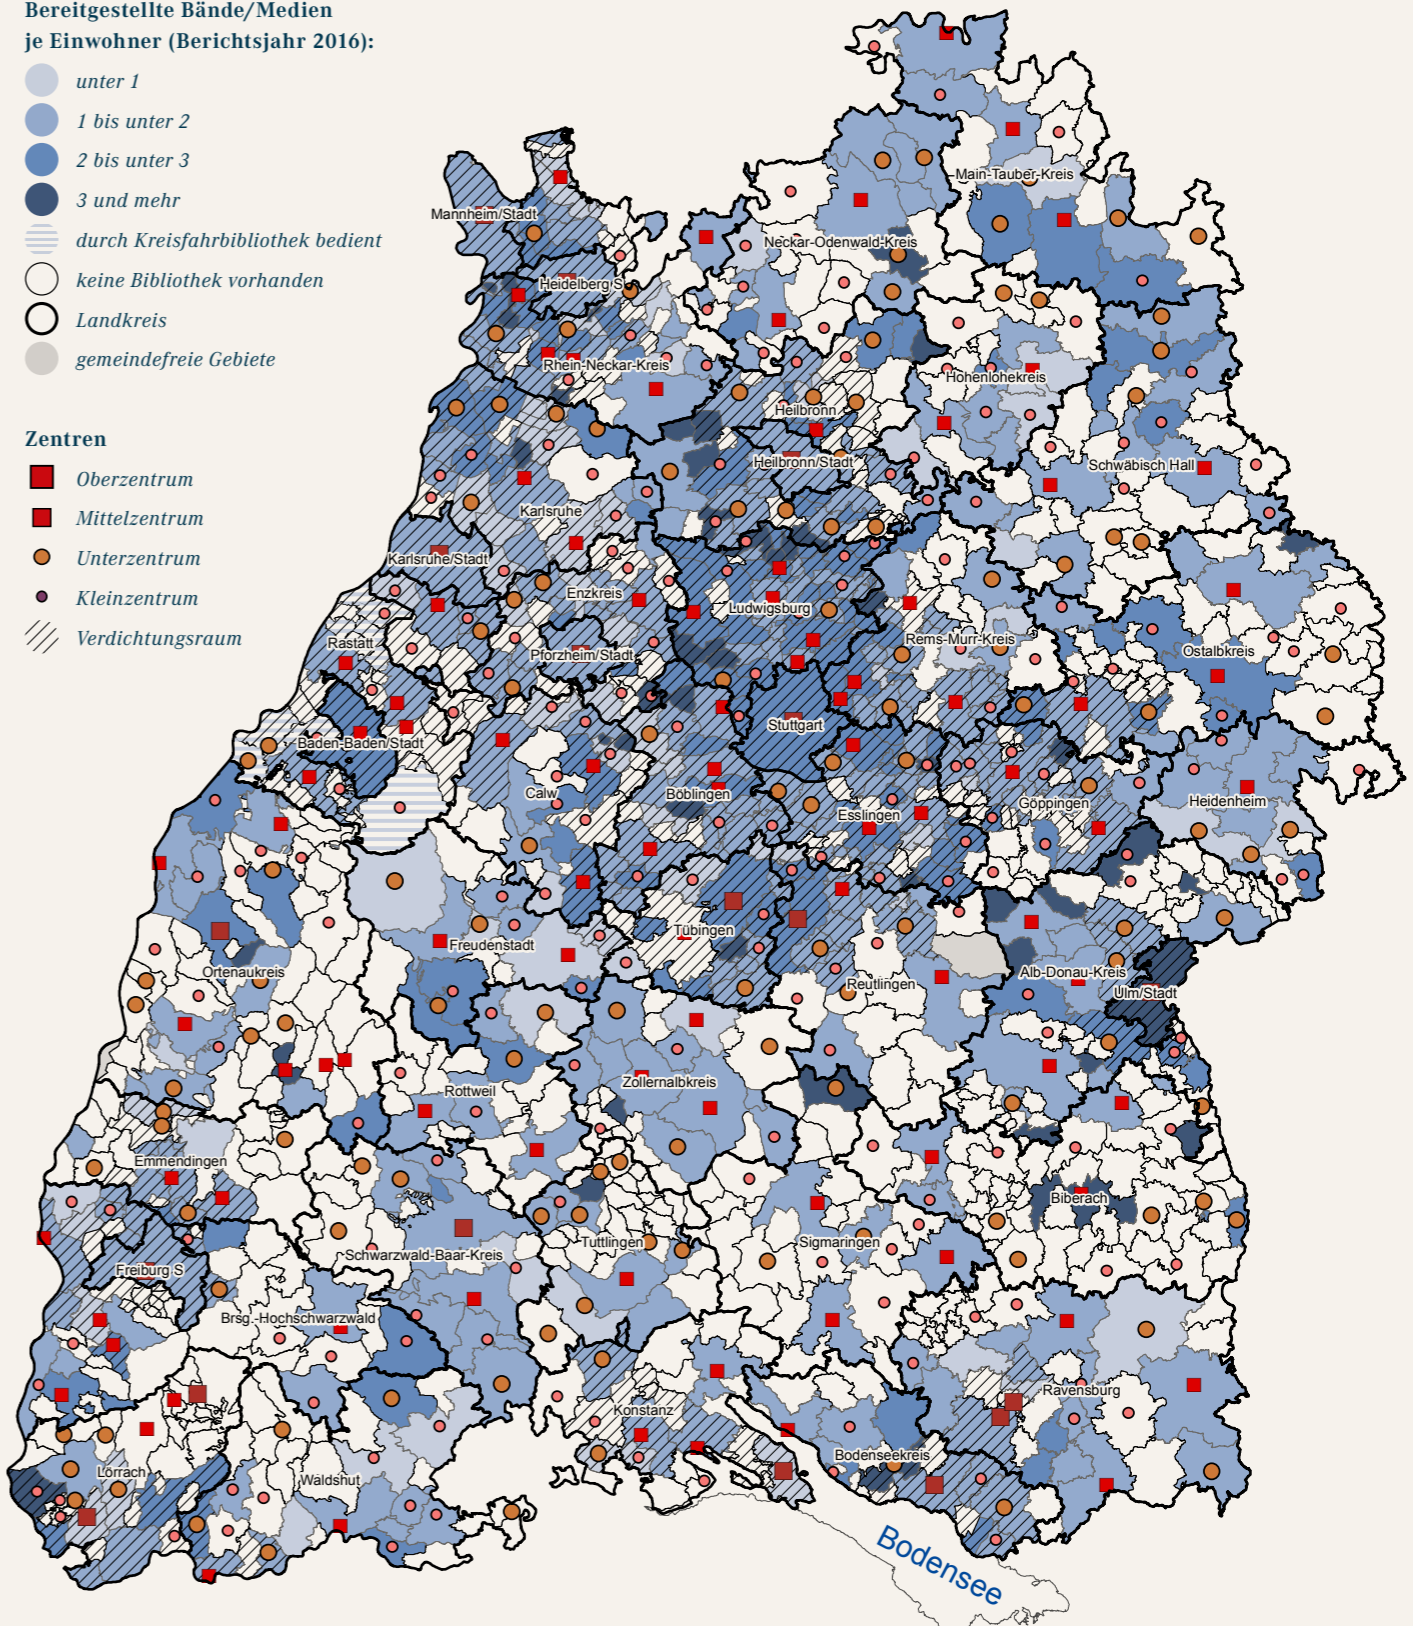 Bereitgestellte Bände/Medien
je Einwohner (Berichtsjahr 2016):
unter 1
1 bis unter 2
2 bis unter 3
3 und mehr
durch Kreisfahrbibliothek bedient
keine Bibliothek vorhanden
Landkreis
gemeindefreie Gebiete
Zentren
Oberzentrum
Mittelzentrum
Unterzentrum
Kleinzentrum
Verdichtungsraum
Main-Tauber-Kreis
Mannheim/Stadt
Neckar-Odenwald-Kreis
Heidelberg S
Rhein-Neckar-Kreis
Hohenlohekreis
Heilbronn
Heilbronn/Stadt
Schwäbisch Hall
Karlsruhe
Karlsruhe/Stadt
Enzkreis
Ludwigsburg
Rastatt
Pforzheim/Stadt
Rems-Murr-Kreis
Ostalbkreis
Stuttgart
Baden-Baden/Stadt
Calw
Böblingen
Esslingen
Göppingen
Heidenheim
Tübingen
Freudenstadt
Ortenaukreis
Reutlingen
Alb-Donau-Kreis
Ulm/Stadt
Zollernalbkreis
Rottweil
Emmendingen
Biberach
Tuttlingen
Sigmaringen
Schwarzwald-Baar-Kreis
Freiburg S
Brsg.-Hochschwarzwald
Ravensburg
Konstanz
Bodenseekreis
Lörrach
Waldshut
Bodensee